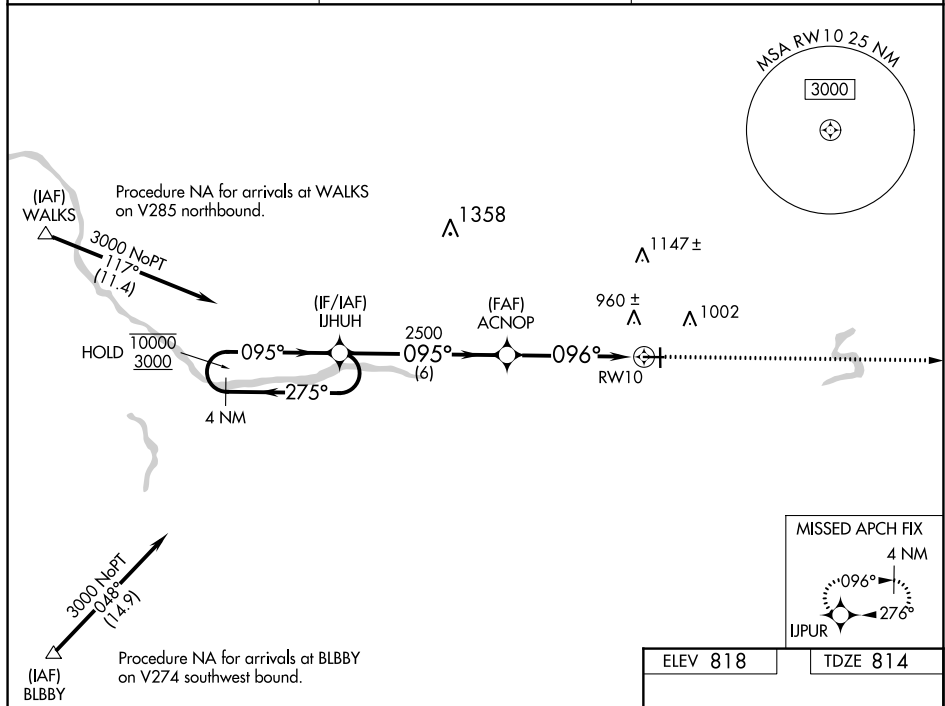 MSA RW10 25 NM
3000
Procedure NA for arrivals at WALKS
on V285 northbound.
(IAF)
WALKS
3000 NoPT
117°
(11.4)
1358
1147 ±
960 ±
1002
(IF/IAF)
IJHUH
(FAF)
ACNOP
HOLD
10000
3000
095°
2500
095°
(6)
096°
RW10
275°
4 NM
MISSED APCH FIX
4 NM
096°
276°
IJPUR
3000 NoPT
048°
(14.9)
(IAF)
BLBBY
Procedure NA for arrivals at BLBBY
on V274 southwest bound.
ELEV 818
TDZE 814